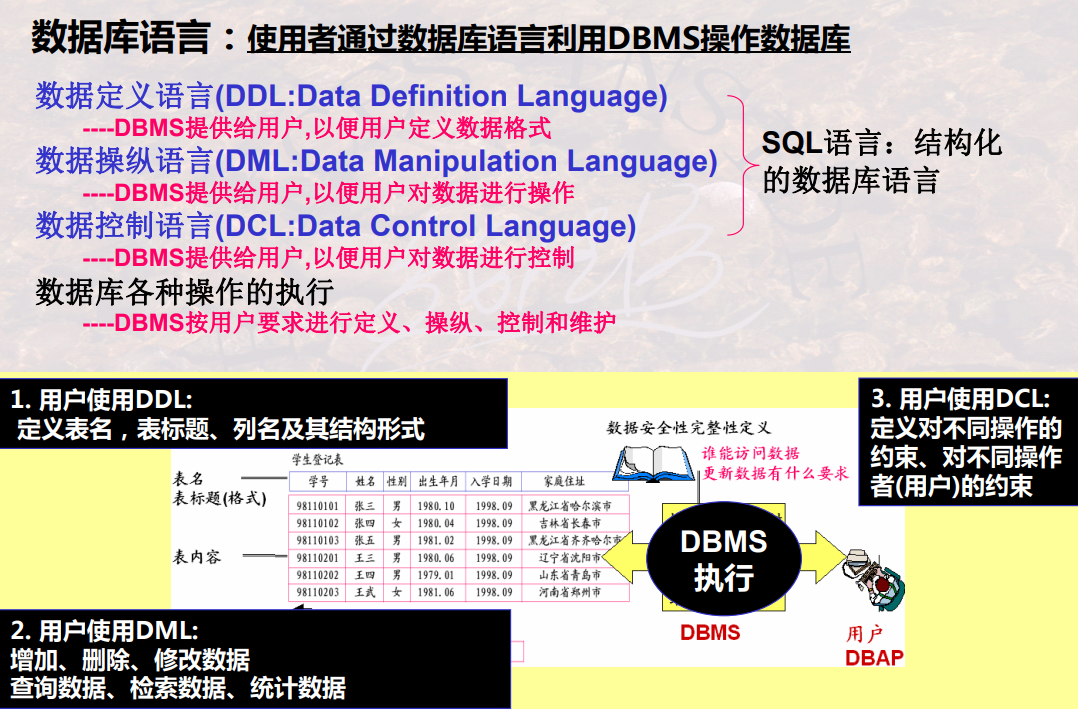 数据库语言：使用者通过数据库语言利用DBMS操作数据库
数据定义语言(DDL:Data Definition Language)
----DBMS提供给用户,以便用户定义数据格式
数据操纵语言(DML:Data Manipulation Language)
----DBMS提供给用户,以便用户对数据进行操作
数据控制语言(DCL:Data Control Language)
----DBMS提供给用户,以便用户对数据进行控制
数据库各种操作的执行
----DBMS按用户要求进行定义、操纵、控制和维护
SQL语言：结构化
的数据库语言
1. 用户使用DDL:
定义表名，表标题、列名及其结构形式
3. 用户使用DCL:
定义对不同操作的
约束、对不同操作
者(用户)的约束
数据安全性完整性定义
谁能访问数据
更新数据有什么要求
学生登记表
表名
表标题(格式)
表内容
学号 姓名 性别 出生年月 入学日期 家庭住址
98110101 张三 男 1980.10 1998.09 黑龙江省哈尔滨市
98110102 张四 女 1980.04 1998.09 吉林省长春市
98110103 张五 男 1981.02 1998.09 黑龙江省齐齐哈尔市
98110201 王三 男 1980.06 1998.09 辽宁省沈阳市
98110202 王四 男 1979.01 1998.09 山东省青岛市
98110203 王武 女 1981.06 1998.09 河南省郑州市
DBMS
执行
DBMS
用户
DBAP
2. 用户使用DML:
增加、删除、修改数据
查询数据、检索数据、统计数据